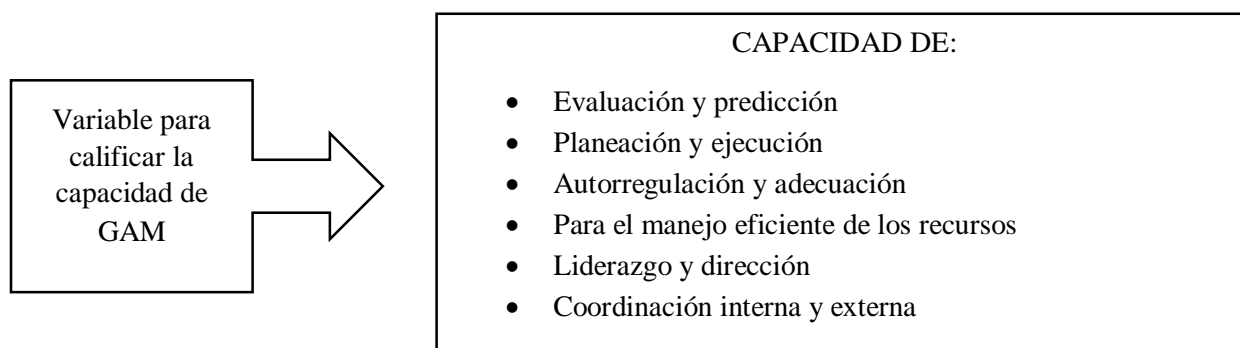 Variable para
calificar la
capacidad de
GAM
CAPACIDAD DE:
• Evaluación y predicción
• Planeación y ejecución
• Autorregulación y adecuación
• Para el manejo eficiente de los recursos
• Liderazgo y dirección
• Coordinación interna y externa